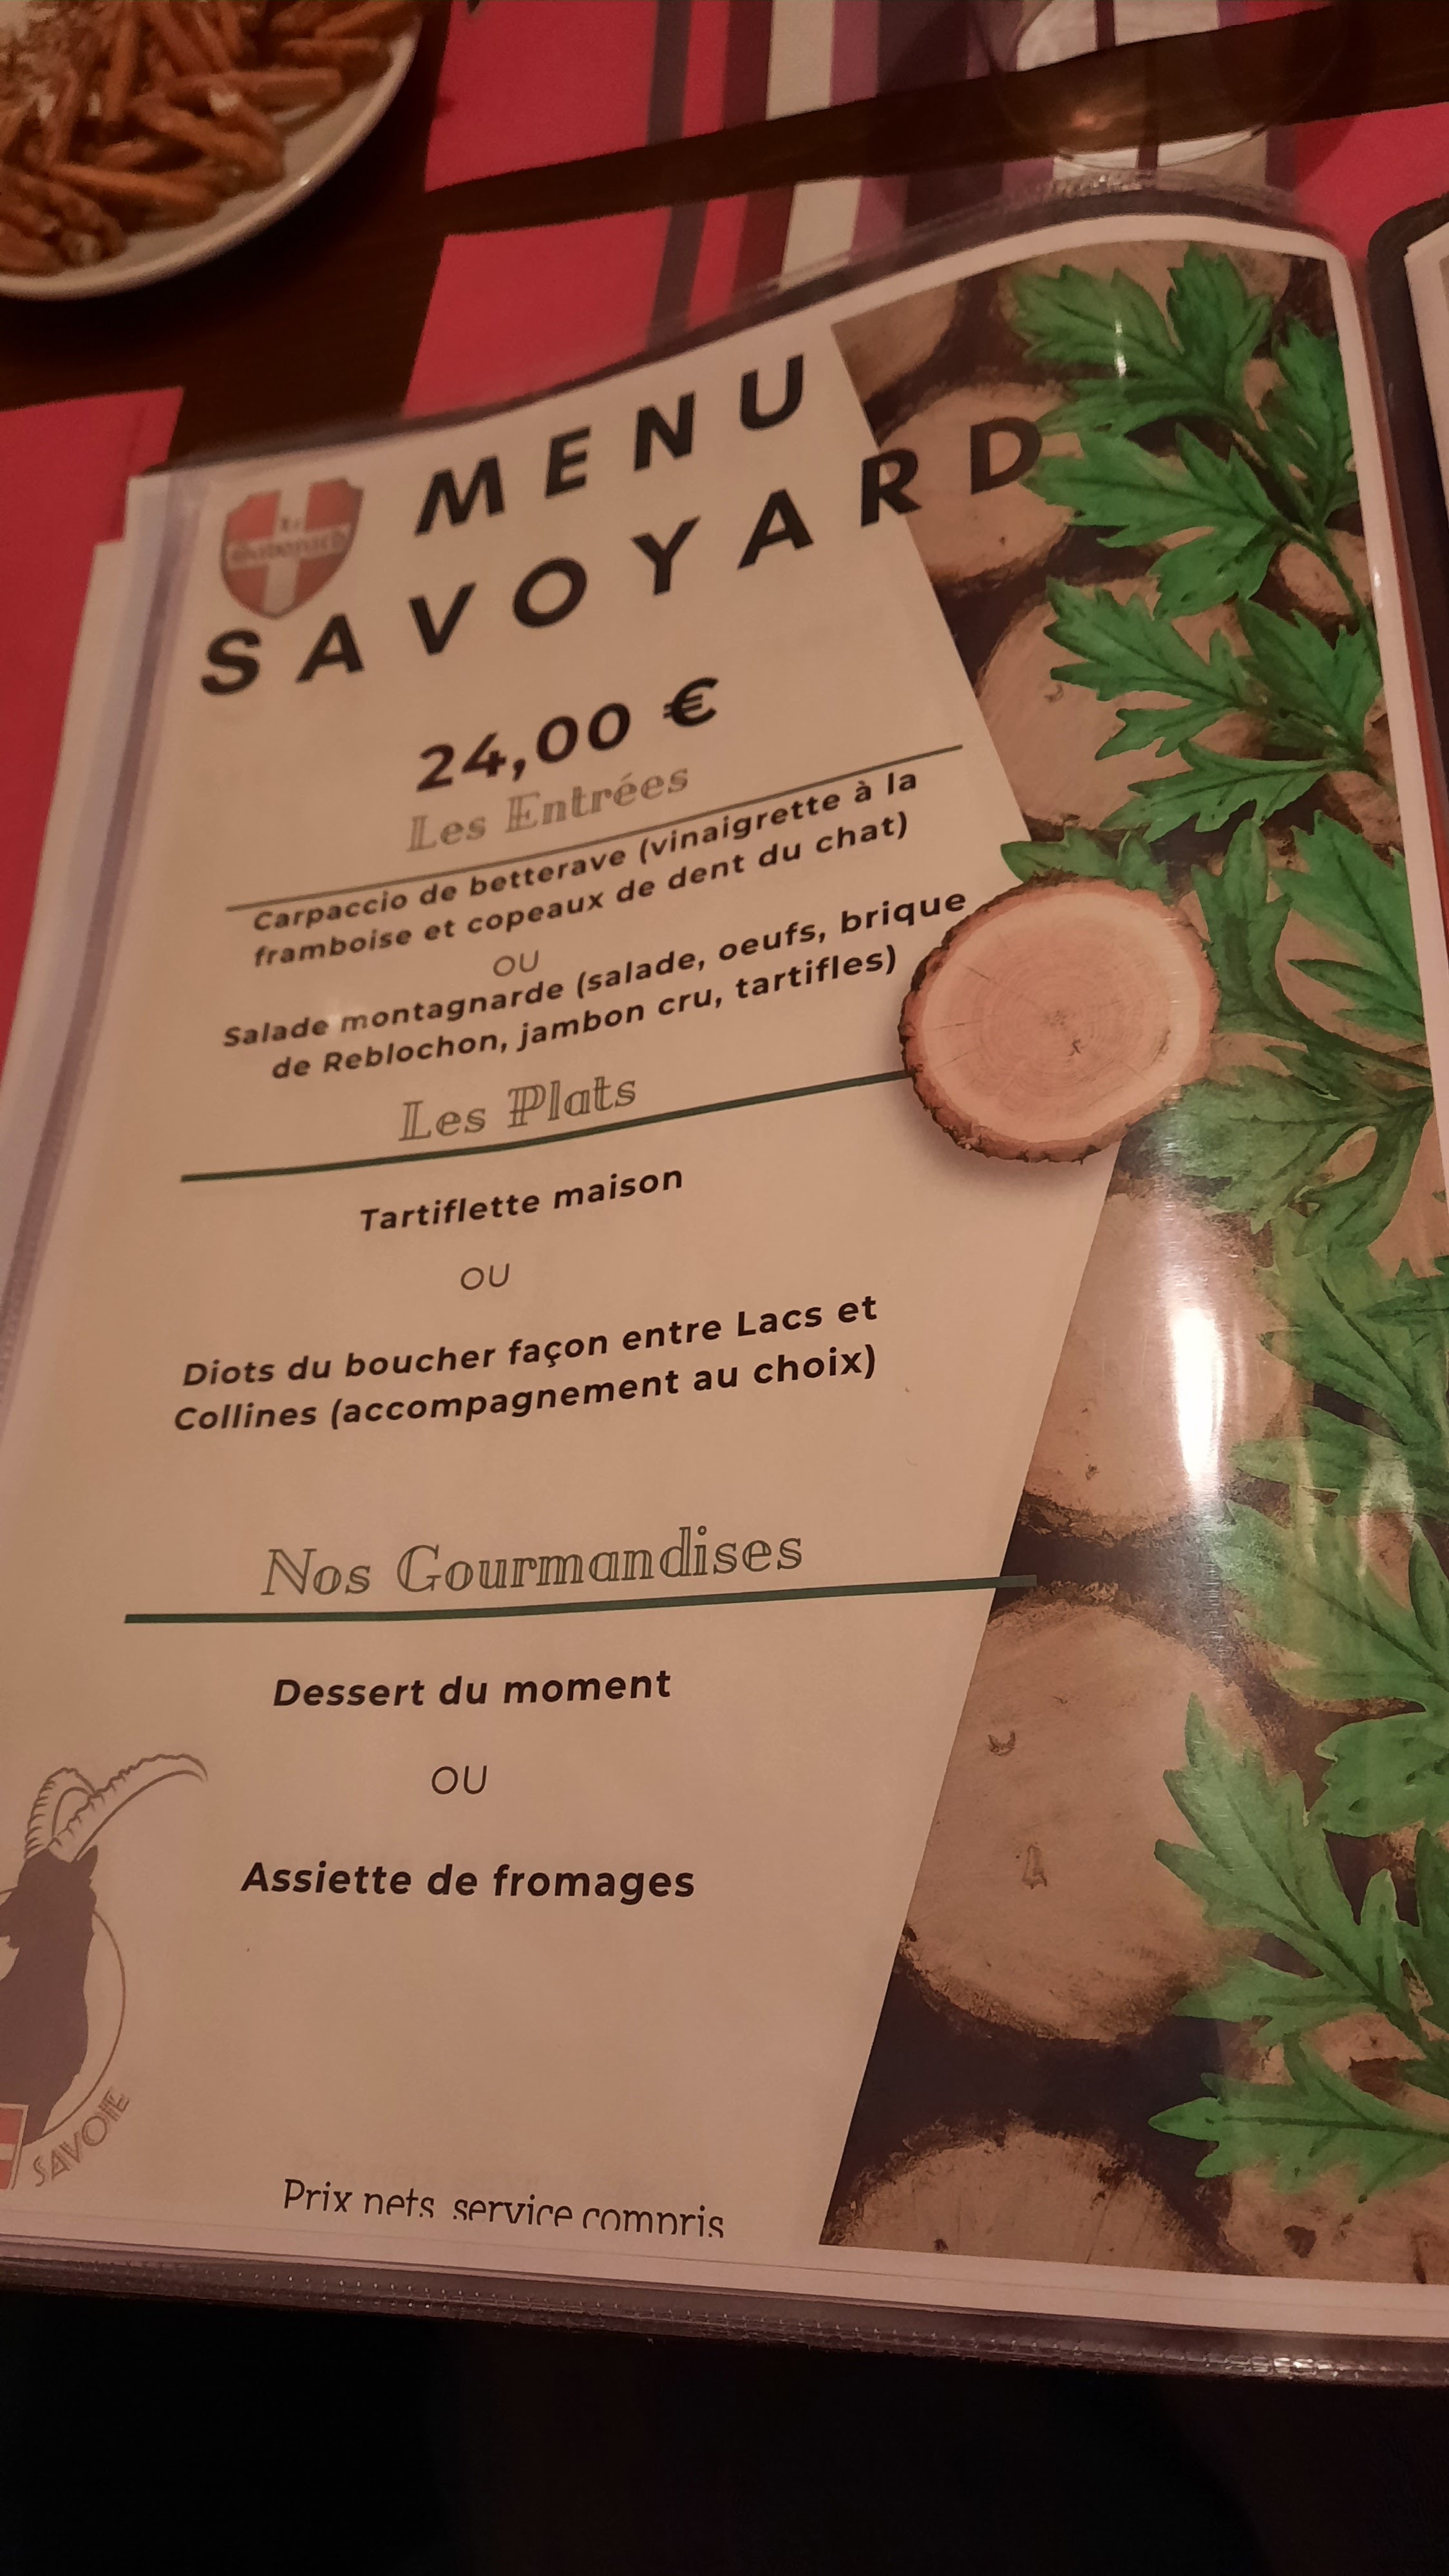 MENU
SAVOYARD
24,00 €
Les Entrées
Carpaccio de betterave (vinaigrette à la
framboise et copeaux de dent du chat)
OU
Salade montagnarde (salade, oeufs, brique
de Reblochon, jambon cru, tartifles)
Les Plats
Tartiflette maison
OU
Diots du boucher façon entre Lacs et
Collines (accompagnement au choix)
Nos Gourmandises
Dessert du moment
OU
Assiette de fromages
SAVOIE
Prix nets service compris